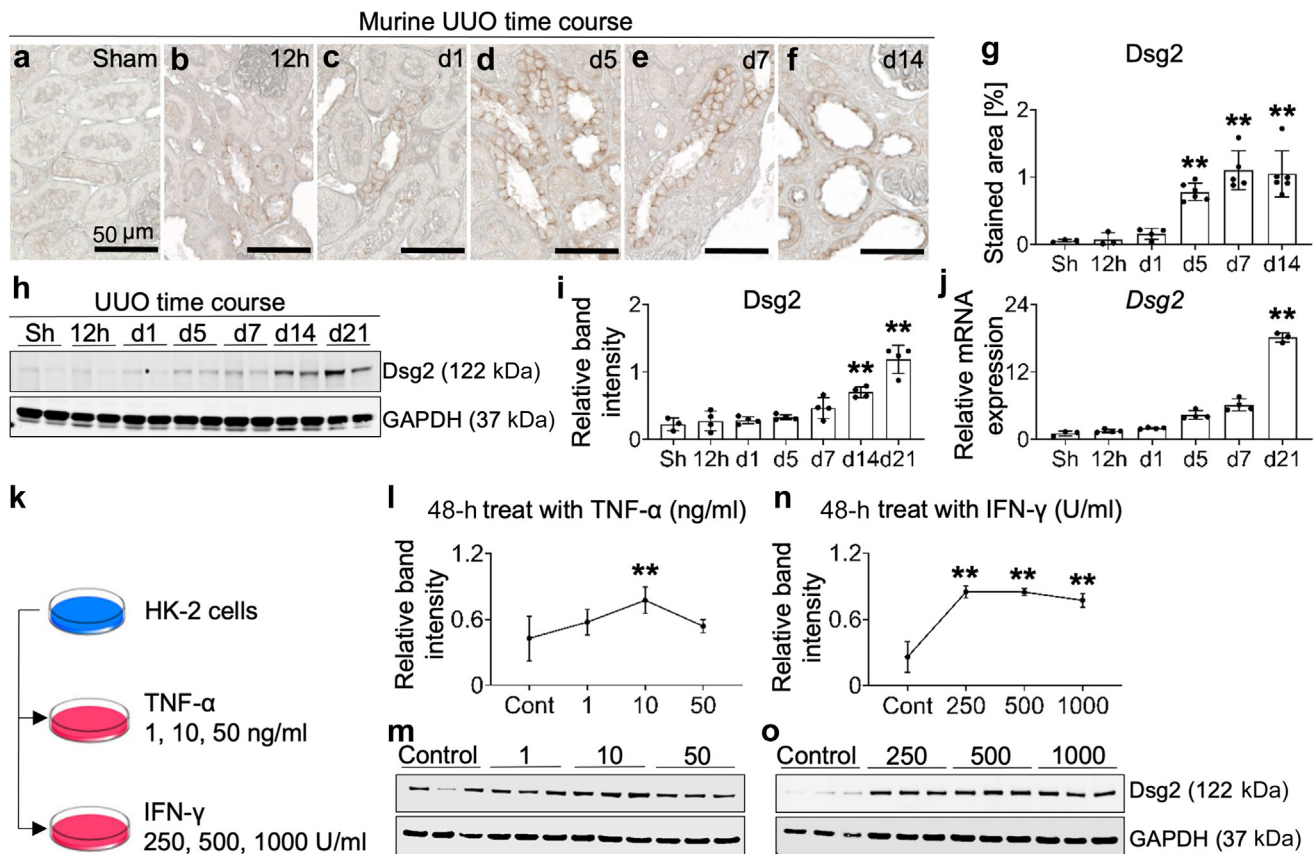 Murine UUO time course
a Sham b 12h c d1 d d5 e d7 f d14
50 µm
g Dsg2
Stained area [%]
2
**
**
**
1
0
Sh 12h d1 d5 d7 d14
h UUO time course
Sh 12h d1 d5 d7 d14 d21
Dsg2 (122 kDa)
GAPDH (37 kDa)
i Dsg2
Relative band
intensity
2
**
**
1
0
Sh 12h d1 d5 d7 d14 d21
j Dsg2
Relative mRNA
expression
24
**
12
0
Sh 12h d1 d5 d7 d21
k
HK-2 cells
TNF-α
1, 10, 50 ng/ml
IFN-γ
250, 500, 1000 U/ml
l 48-h treat with TNF-α (ng/ml)
Relative band
intensity
1.2
**
0.6
0
Cont 1 10 50
m Control 1 10 50
n 48-h treat with IFN-γ (U/ml)
Relative band
intensity
1.2
** ** **
0.6
0
Cont 250 500 1000
o Control 250 500 1000
Dsg2 (122 kDa)
GAPDH (37 kDa)